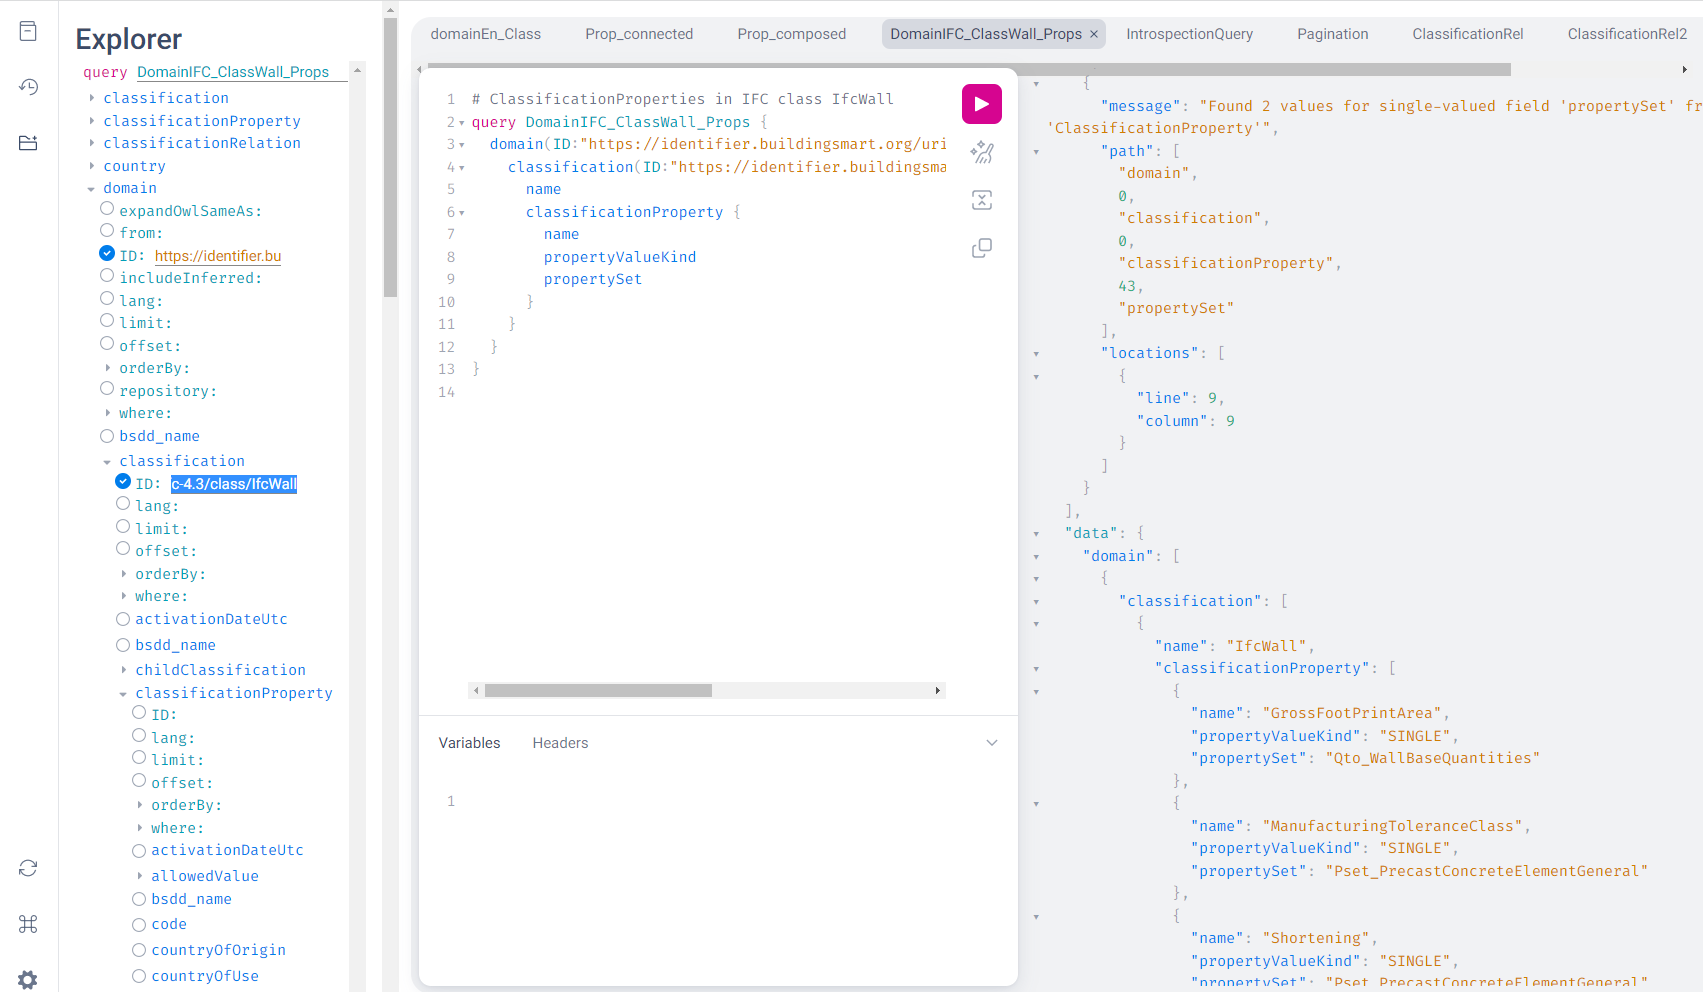 Explorer
query DomainIFC_ClassWall_Props
classification
classificationProperty
classificationRelation
country
domain
expandOwlSameAs:
from:
ID: https://identifier.bu
includeInferred:
lang:
limit:
offset:
orderBy:
repository:
where:
bsdd_name
classification
ID: c-4.3/class/IfcWall
lang:
limit:
offset:
orderBy:
where:
activationDateUtc
bsdd_name
childClassification
classificationProperty
ID:
lang:
limit:
offset:
orderBy:
where:
activationDateUtc
allowedValue
bsdd_name
code
countryOfOrigin
countryOfUse
domainEn_Class Prop_connected Prop_composed DomainIFC_ClassWall_Props × IntrospectionQuery Pagination ClassificationRel ClassificationRel2
1 # ClassificationProperties in IFC class IfcWall
2 query DomainIFC_ClassWall_Props {
3 domain(ID:"https://identifier.buildingsmart.org/uri
4 classification(ID:"https://identifier.buildingsma
5 name
6 classificationProperty {
7 name
8 propertyValueKind
9 propertySet
10 }
11 }
12 }
13 }
14
Variables Headers
1
{
"message": "Found 2 values for single-valued field 'propertySet' fr
'ClassificationProperty'",
"path": [
"domain",
0,
"classification",
0,
"classificationProperty",
43,
"propertySet"
],
"locations": [
{
"line": 9,
"column": 9
}
]
}
],
"data": {
"domain": [
{
"classification": [
{
"name": "IfcWall",
"classificationProperty": [
{
"name": "GrossFootPrintArea",
"propertyValueKind": "SINGLE",
"propertySet": "Qto_WallBaseQuantities"
},
{
"name": "ManufacturingToleranceClass",
"propertyValueKind": "SINGLE",
"propertySet": "Pset_PrecastConcreteElementGeneral"
},
{
"name": "Shortening",
"propertyValueKind": "SINGLE",
"propertySet": "Pset_PrecastConcreteElementGeneral"